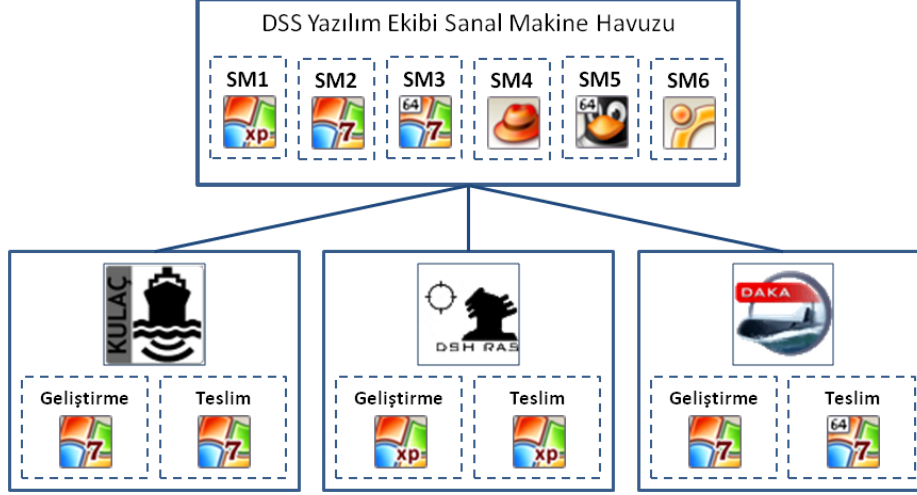 DSS Yazılım Ekibi Sanal Makine Havuzu
SM1 SM2 SM3 SM4 SM5 SM6
xp 7 64 7 64
KULAÇ
DSH RAS
DAKA
Geliştirme Teslim Geliştirme Teslim Geliştirme Teslim
7 7 xp xp 7 64 7